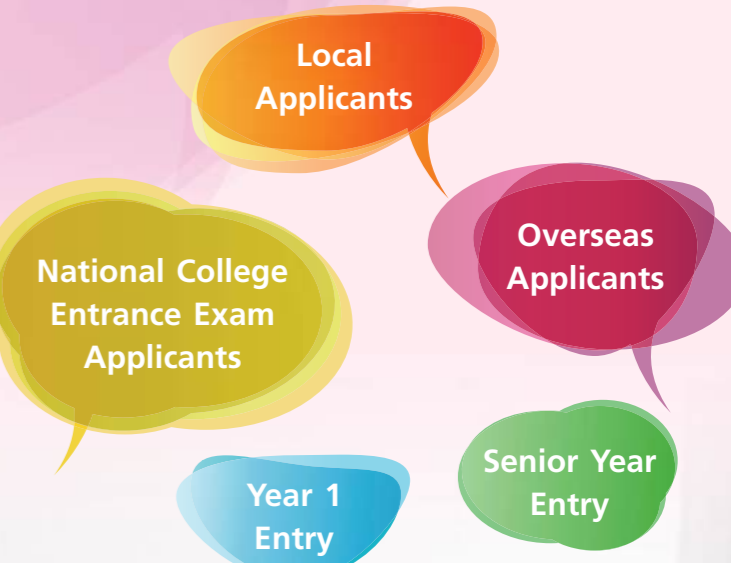 Local
Applicants
Overseas
Applicants
National College
Entrance Exam
Applicants
Senior Year
Entry
Year 1
Entry